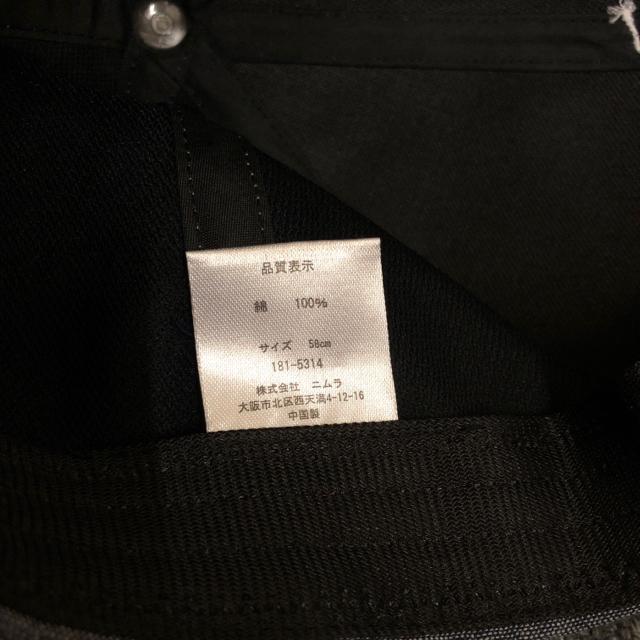 品質表示
綿 100%
サイズ 58cm
181-5314
株式会社 ニムラ
大阪市北区西天満4-12-16
中国製